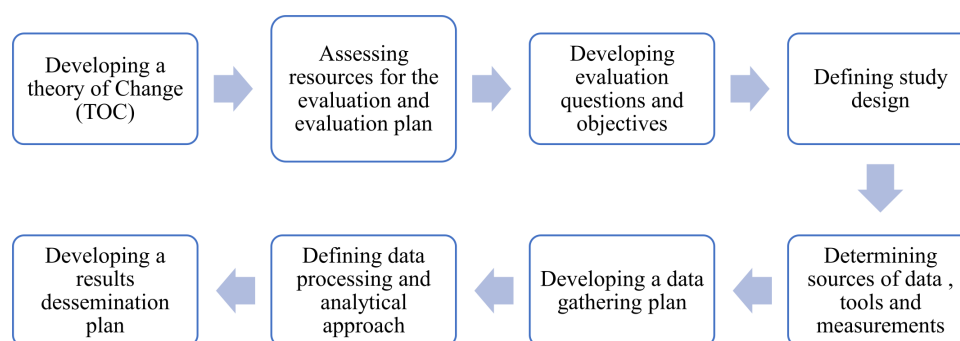 Developing a
theory of Change
(TOC)
Assessing
resources for the
evaluation and
evaluation plan
Developing
evaluation
questions and
objectives
Defining study
design
Determining
sources of data ,
tools and
measurements
Developing a data
gathering plan
Defining data
processing and
analytical
approach
Developing a
results
dessemination
plan